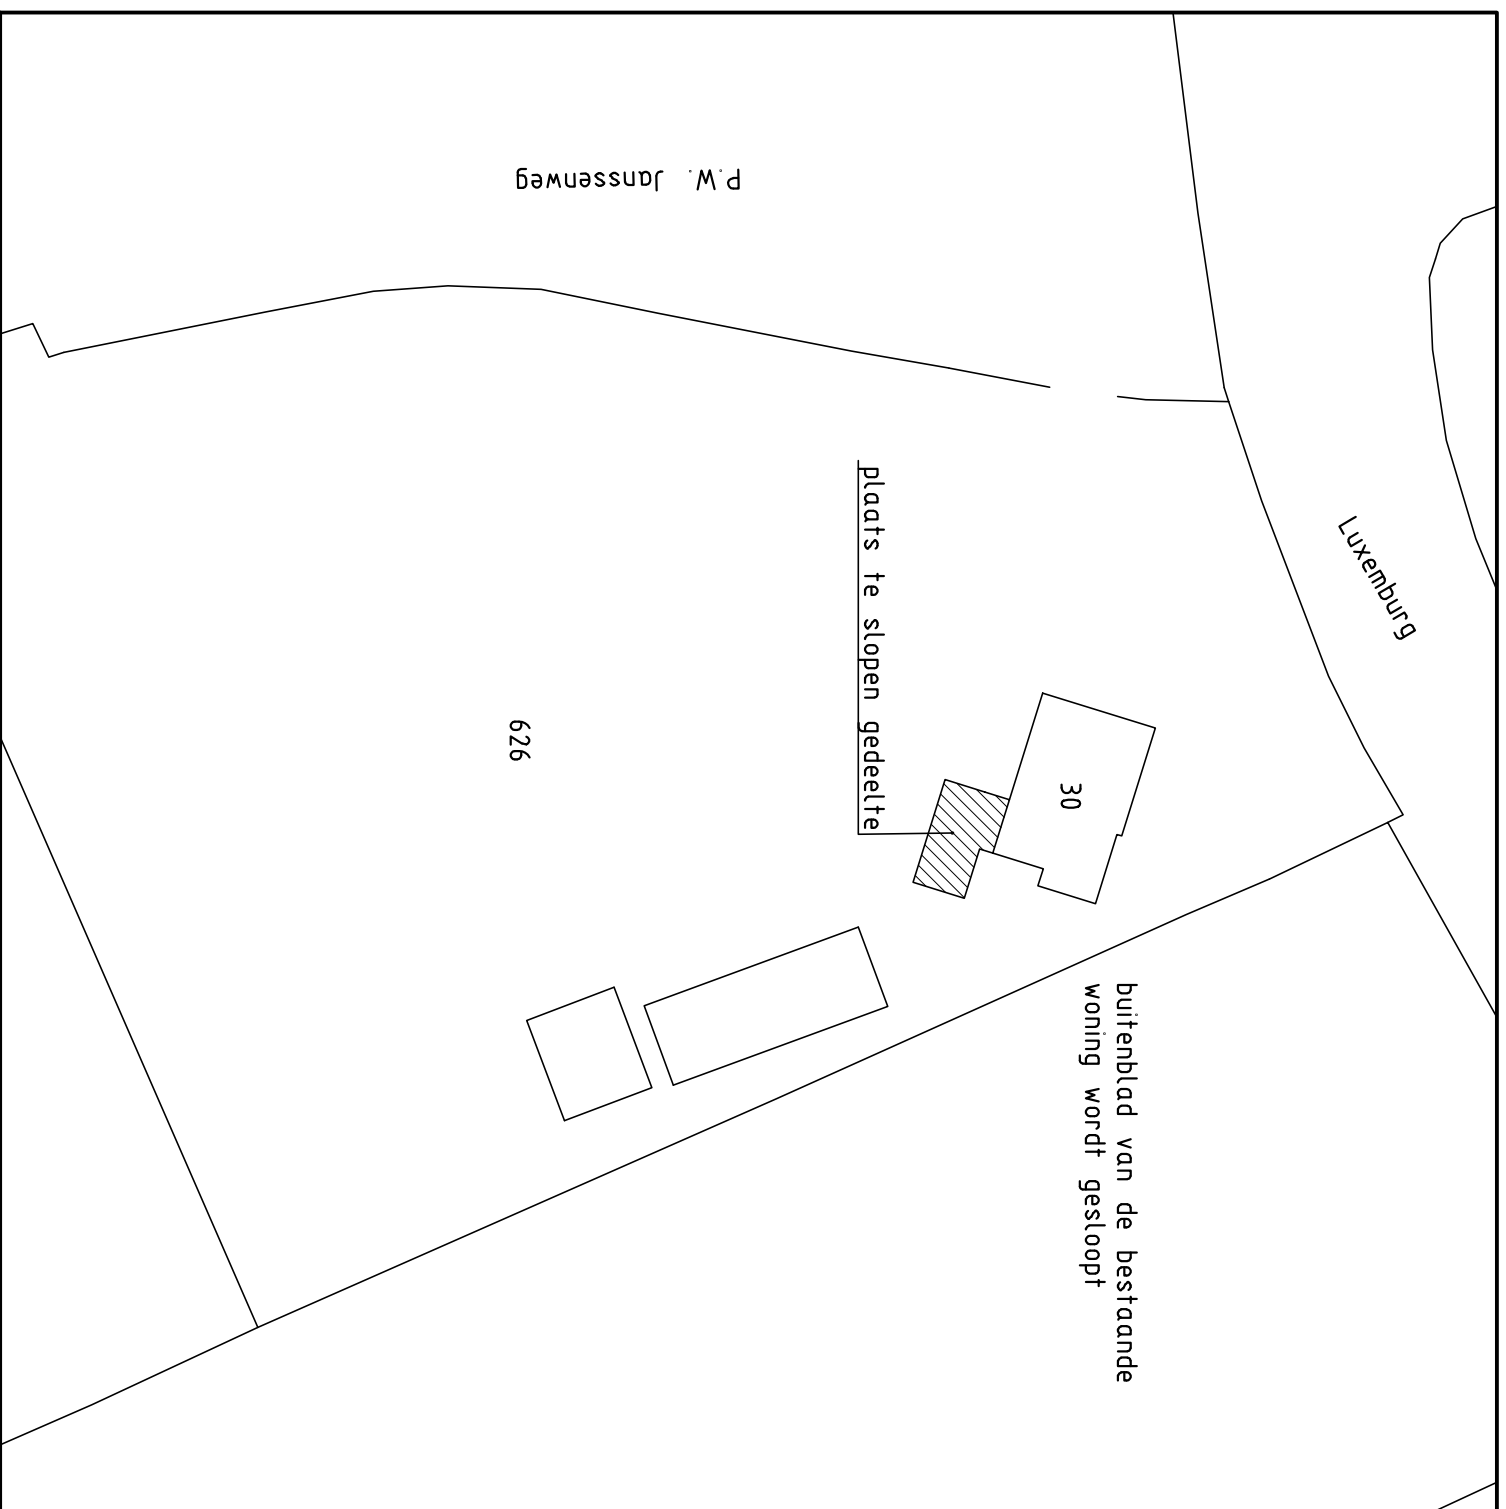 P.W. Janssenweg
Luxemburg
plaats te slopen gedeelte
626
30
buitenblad van de bestaande
woning wordt gesloopt